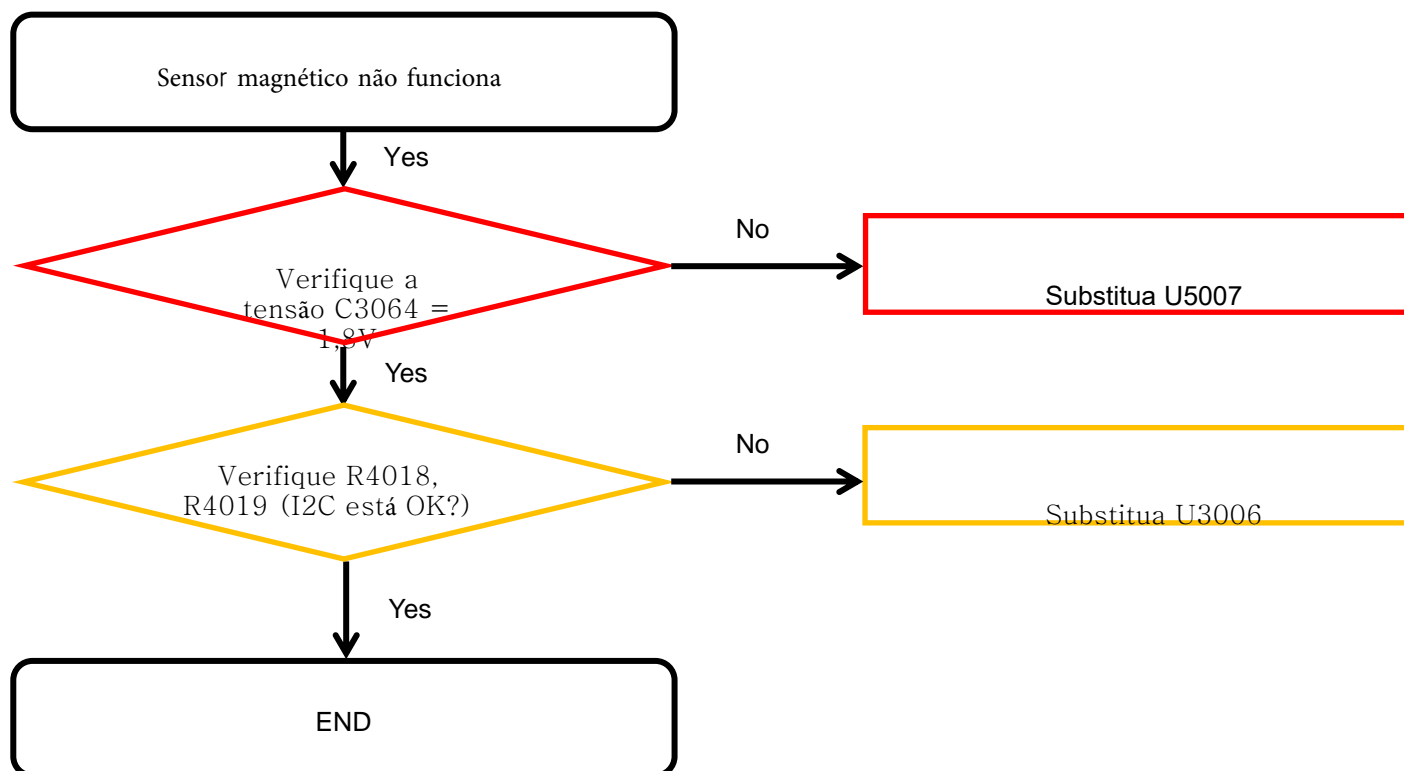 Sensor magnético não funciona
Yes
Verifique a
tensão C3064 =
1,8V
No
Substitua U5007
Yes
Verifique R4018,
R4019 (I2C está OK?)
No
Substitua U3006
Yes
END